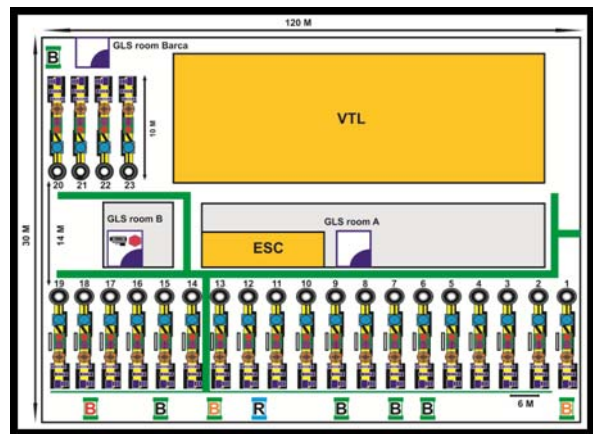 120 M
GLS room Barca
B
10 M
VTL
20 21 22 23
30 M
14 M
GLS room B
GLS room A
ESC
19 18 17 16 15 14 13 12 11 10 9 8 7 6 5 4 3 2 1
6 M
B B B R B B B B